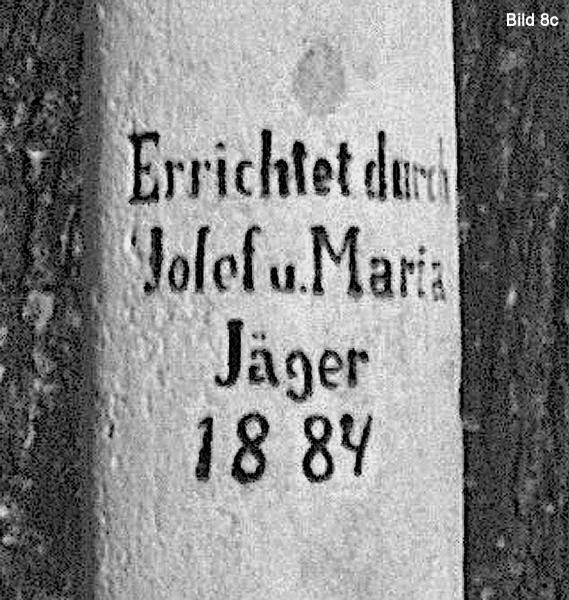 Bild 8c
Errichtet durch
Josef u. Maria
Jäger
1884